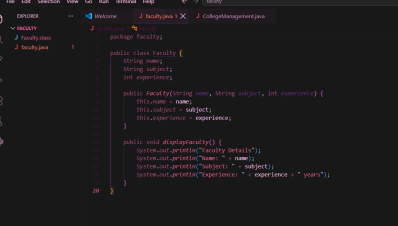 File Edit Selection View Go Run Terminal Help
faculty
EXPLORER
Welcome
faculty.java 1
CollegeManagement.java
FACULTY
Faculty.class
faculty.java 1
package faculty;
public class Faculty {
String name;
String subject;
int experience;
public Faculty(String name, String subject, int experience) {
this.name = name;
this.subject = subject;
this.experience = experience;
}
public void displayFaculty() {
System.out.println("Faculty Details");
System.out.println("Name: " + name);
System.out.println("Subject: " + subject);
System.out.println("Experience: " + experience + " years");
}
20 }